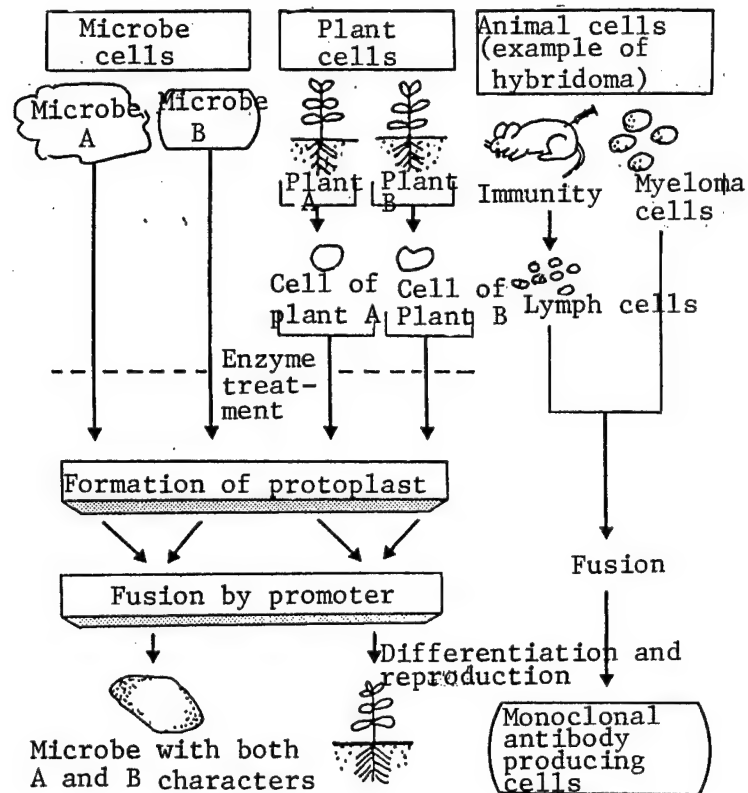 Microbe
cells
Plant
cells
Animal cells
(example of
hybridoma)
Microbe
A
Microbe
B
Plant
A
Plant
B
Immunity
Myeloma
cells
Cell of
plant A
Cell of
Plant B
Lymph cells
Enzyme
treat-
ment
Formation of protoplast
Fusion by promoter
Fusion
Differentiation and
reproduction
Microbe with both
A and B characters
Monoclonal
antibody
producing
cells